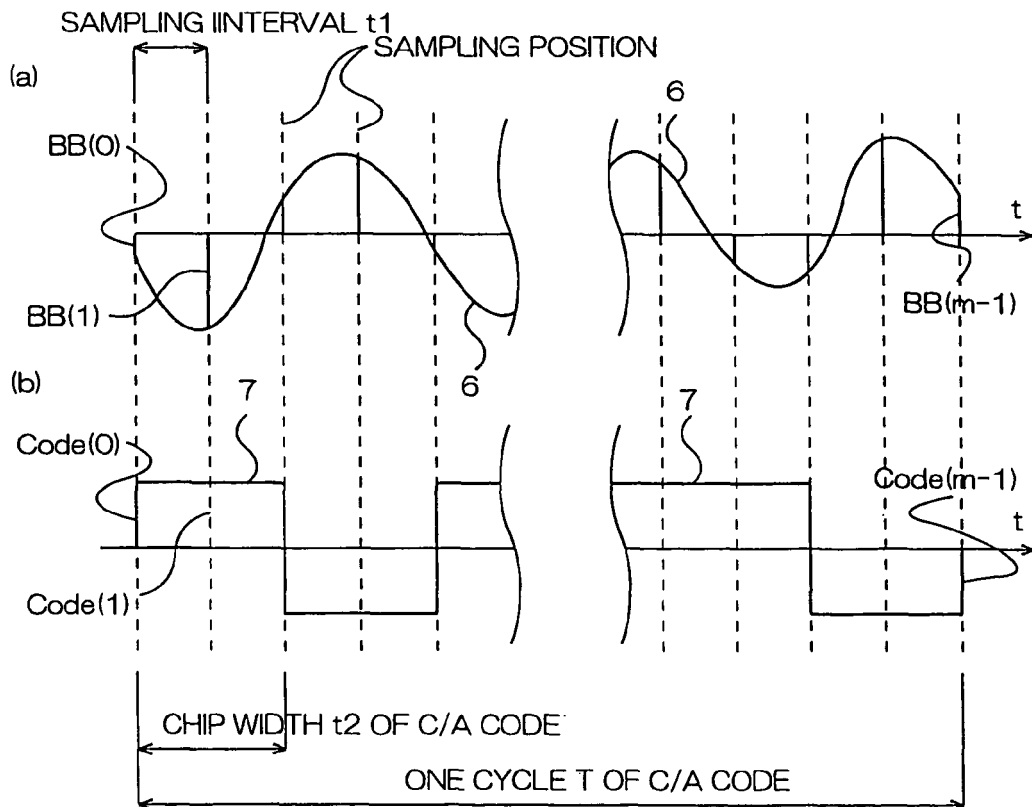 SAMPLING IINTERVAL t1
SAMPLING POSITION
(a)
6
BB(0)
t
BB(1)
BB(m-1)
6
(b)
7
7
Code(0)
Code(m-1)
t
Code(1)
CHIP WIDTH t2 OF C/A CODE
ONE CYCLE T OF C/A CODE